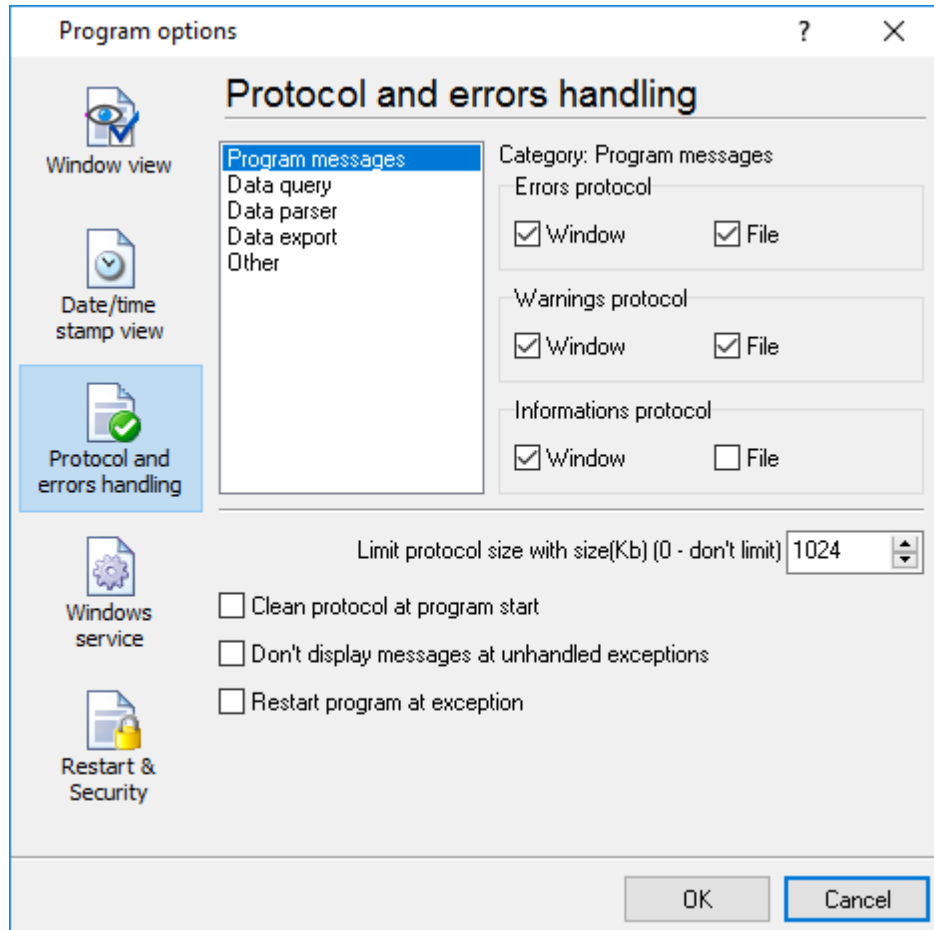 Program options
?
Window view
Date/time
stamp view
Protocol and
errors handling
Windows
service
Restart &
Security
Protocol and errors handling
Program messages
Data query
Data parser
Data export
Other
Category: Program messages
Errors protocol
Window
File
Warnings protocol
Window
File
Informations protocol
Window
File
Limit protocol size with size(Kb) (0 - don't limit) 1024
Clean protocol at program start
Don't display messages at unhandled exceptions
Restart program at exception
OK
Cancel